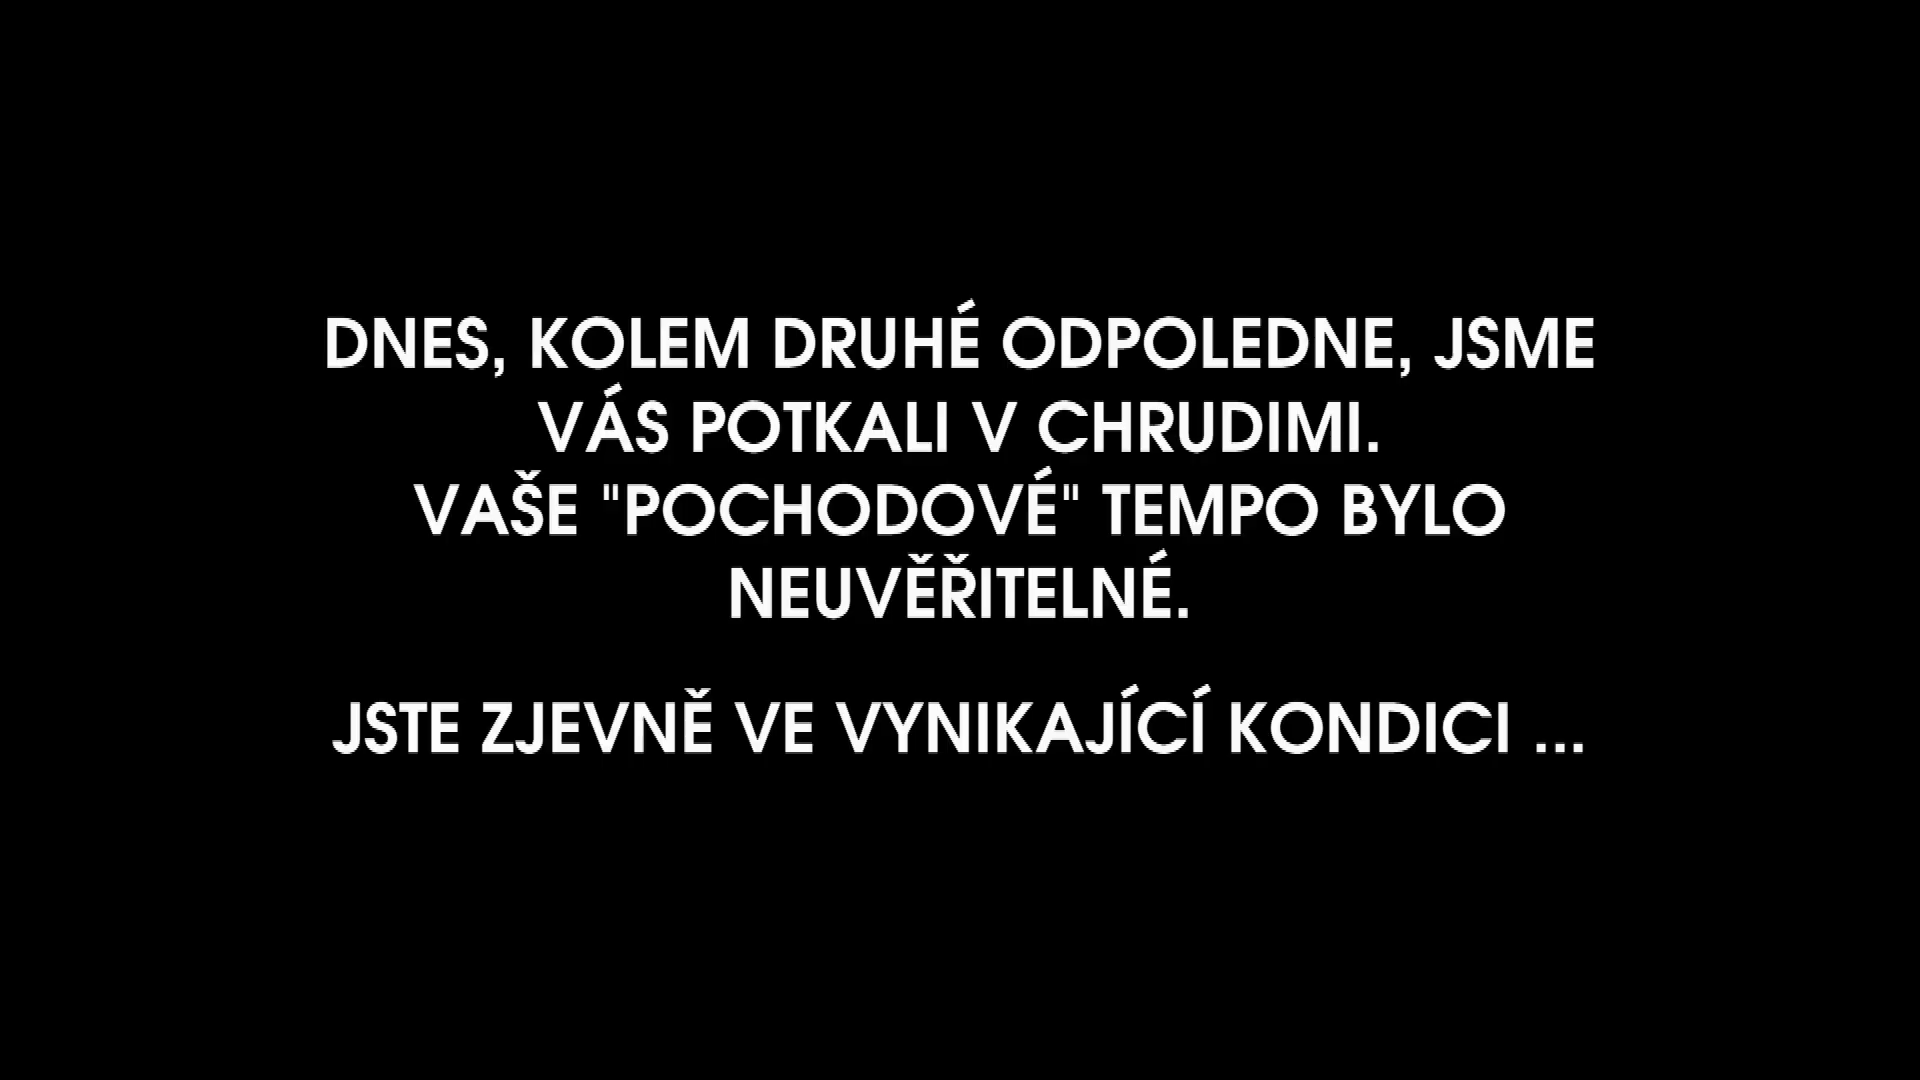 DNES, KOLEM DRUHÉ ODPOLEDNE, JSME
VÁS POTKALI V CHRUDIMI.
VAŠE "POCHODOVÉ" TEMPO BYLO
NEUVĚŘITELNÉ.
JSTE ZJEVNĚ VE VYNIKAJÍCÍ KONDICI ...